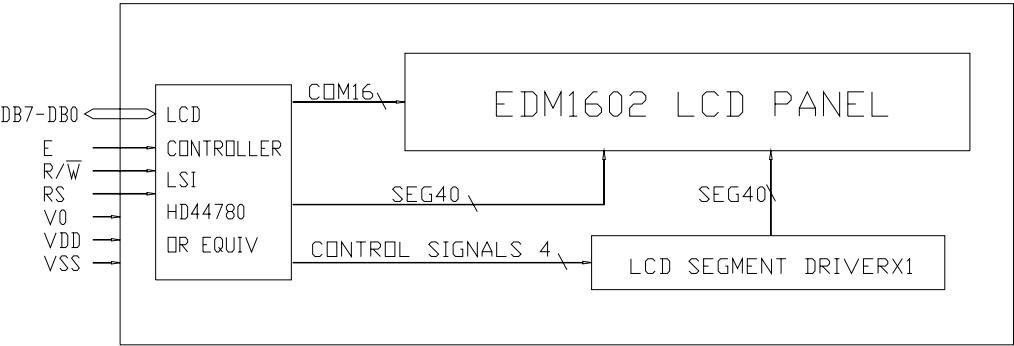 COM16
EDM1602 LCD PANEL
DB7-DB0
LCD
CONTROLLER
LSI
HD44780
OR EQUIV
E
R/W̅
RS
V0
VDD
VSS
SEG40
SEG40
CONTROL SIGNALS 4
LCD SEGMENT DRIVERX1